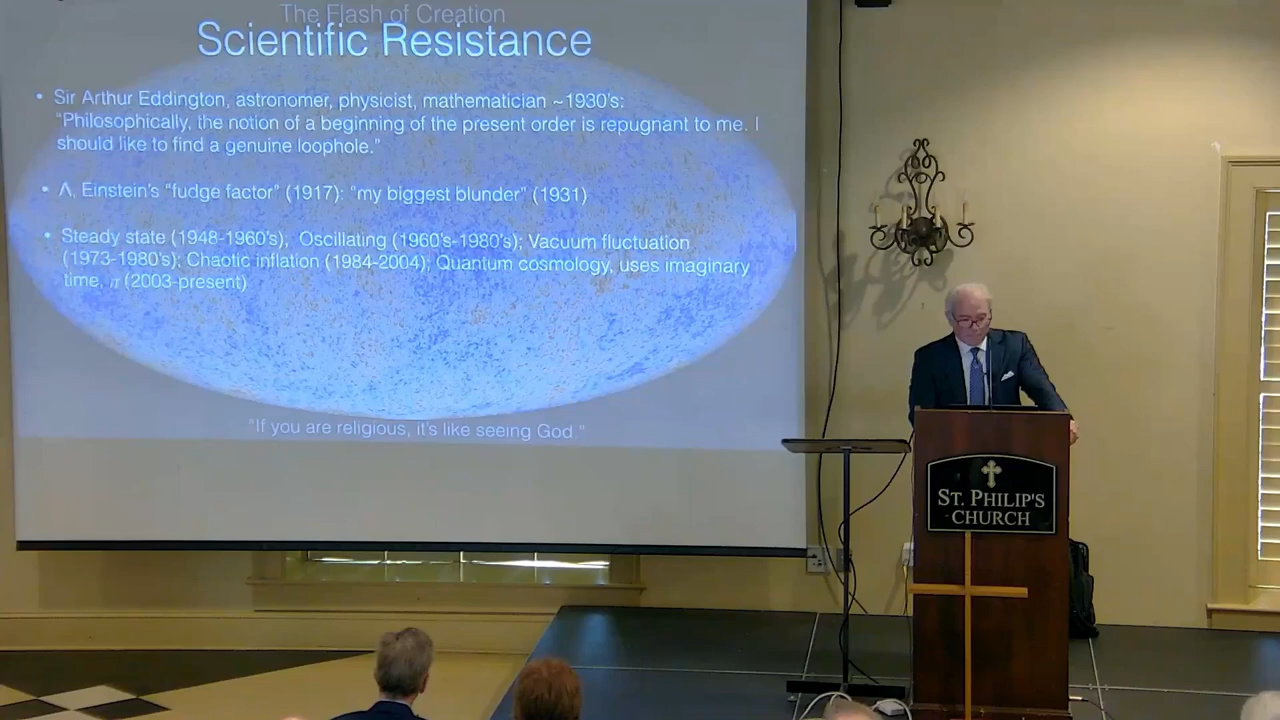 The Flash of Creation
Scientific Resistance
• Sir Arthur Eddington, astronomer, physicist, mathematician ~1930's:
"Philosophically, the notion of a beginning of the present order is repugnant to me. I
should like to find a genuine loophole."
• Λ, Einstein's "fudge factor" (1917): "my biggest blunder" (1931)
• Steady state (1948-1960's); Oscillating (1960's-1980's); Vacuum fluctuation
(1973-1980's); Chaotic inflation (1984-2004); Quantum cosmology, uses imaginary
time, (2003-present)
"If you are religious, it's like seeing God."
ST. PHILIP'S
CHURCH